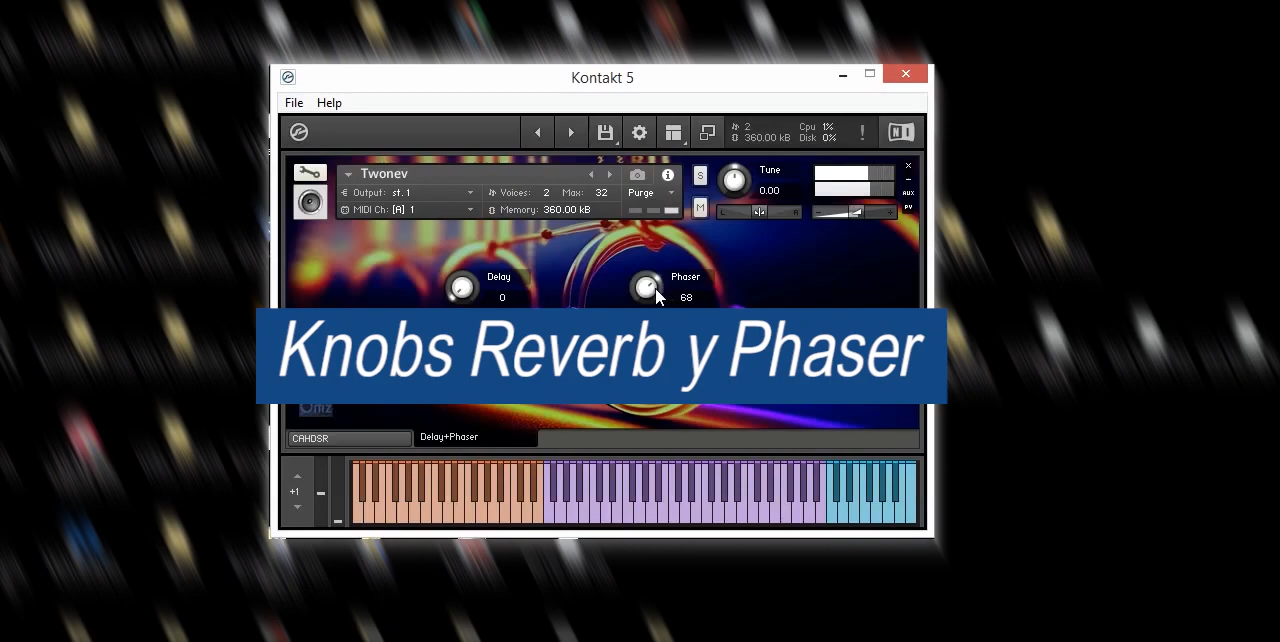 Kontakt 5
File Help
2
360.00 kB
Cpu 1%
Disk 0%
!
Twonev
Output: st. 1
Voices: 2 Max: 32
Purge
MIDI Ch: [A] 1
Memory: 360.00 kB
S
M
Tune
0.00
L R
AUX
PV
Delay
0
Phaser
68
Knobs Reverb y Phaser
CAHDSR
Delay+Phaser
+1